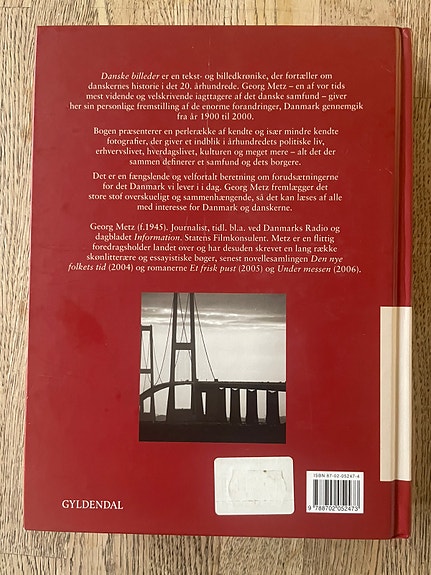 Danske billeder er en tekst- og billedkrønike, der fortæller om
danskernes historie i det 20. århundrede. Georg Metz – en af vor tids
mest vidende og velskrivende iagttagere af det danske samfund – giver
her sin personlige fremstilling af de enorme forandringer, Danmark gennemgik
fra år 1900 til 2000.
Bogen præsenterer en perlerække af kendte og især mindre kendte
fotografier, der giver et indblik i århundredets politiske liv,
erhvervslivet, hverdagslivet, kulturen og meget mere – alt det der
sammen definerer et samfund og dets borgere.
Det er en fængslende og velfortalt beretning om forudsætningerne
for det Danmark vi lever i i dag. Georg Metz fremlægger det
store stof overskueligt og sammenhængende, så det kan læses af alle
med interesse for Danmark og danskerne.
Georg Metz (f.1945). Journalist, tidl. bl.a. ved Danmarks Radio og
dagbladet Information. Statens Filmkonsulent. Metz er en flittig
foredragsholder landet over og har desuden skrevet en lang række
skønlitterære og essayistiske bøger, senest novellesamlingen Den nye
folkets tid (2004) og romanerne Et frisk pust (2005) og Under messen (2006).
ISBN 87-02-05247-4
9 788702 052473
GYLDENDAL